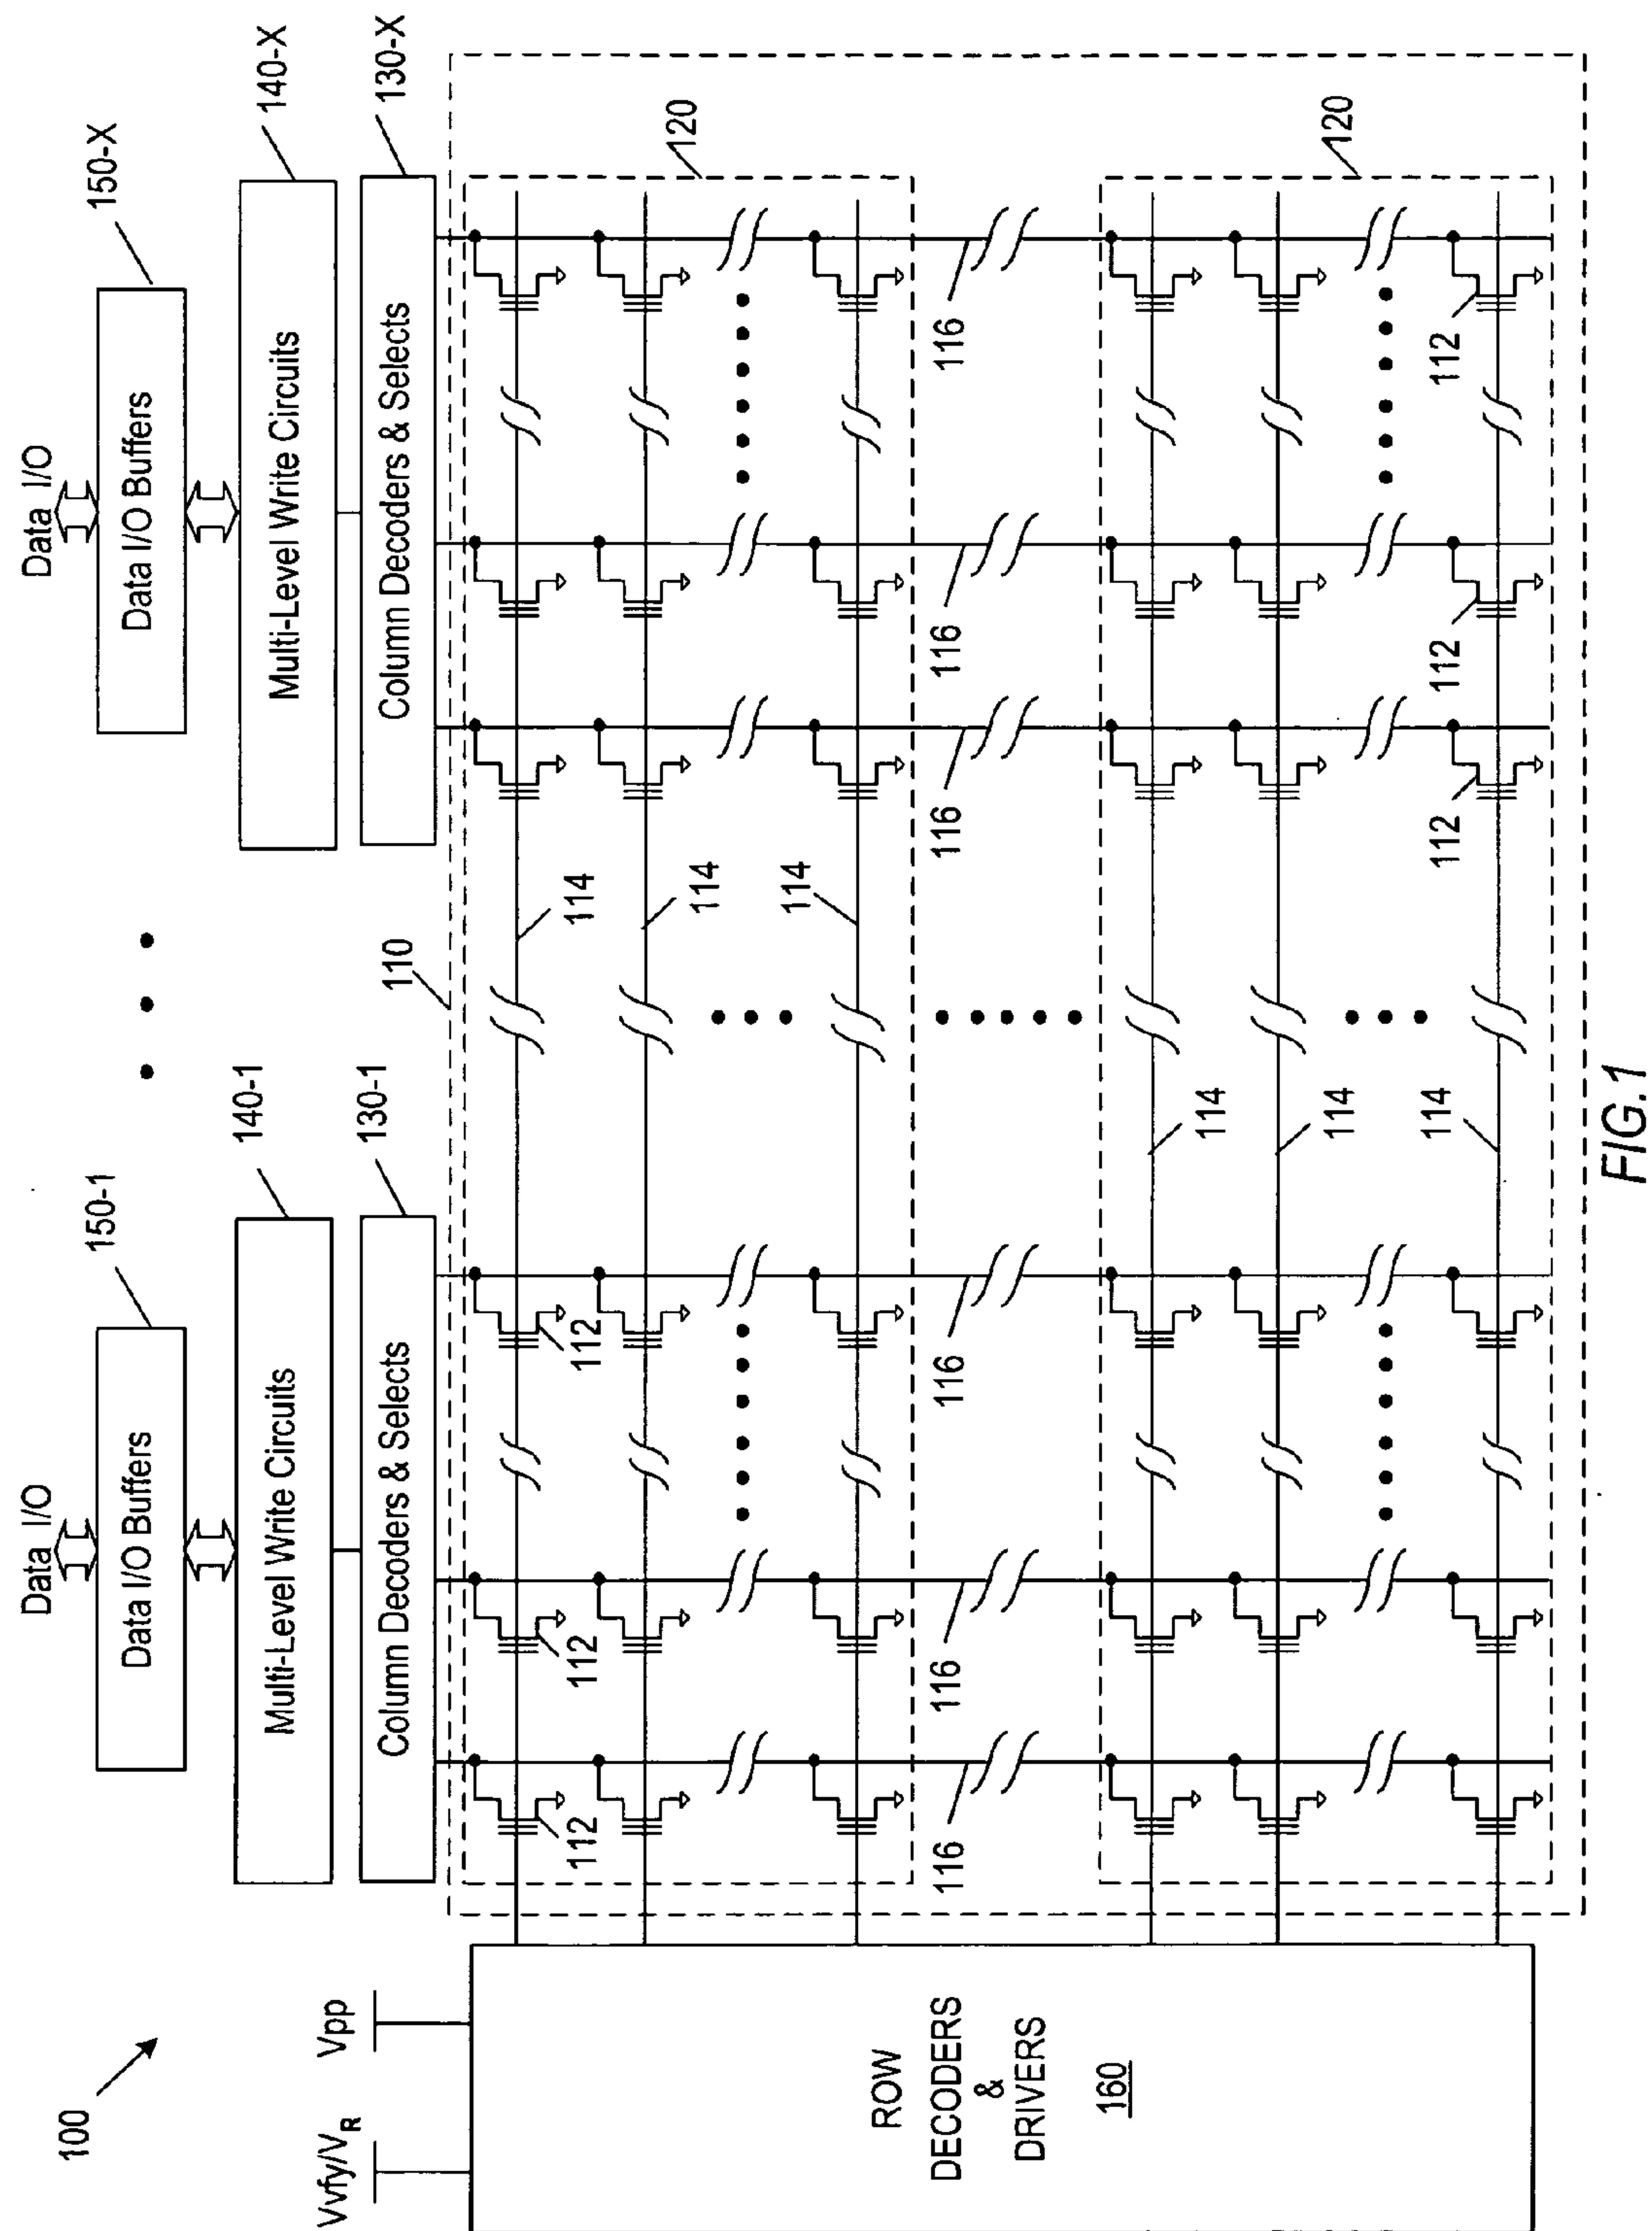 100
Vvfy/VR
Vpp
ROW
DECODERS
&
DRIVERS
160
Data I/O
Data I/O Buffers
150-1
Multi-Level Write Circuits
140-1
Column Decoders & Selects
130-1
Data I/O
Data I/O Buffers
150-X
Multi-Level Write Circuits
140-X
Column Decoders & Selects
130-X
110
120
120
112
112
112
114
114
114
116
116
116
116
116
116
114
114
114
112
112
112
FIG.1